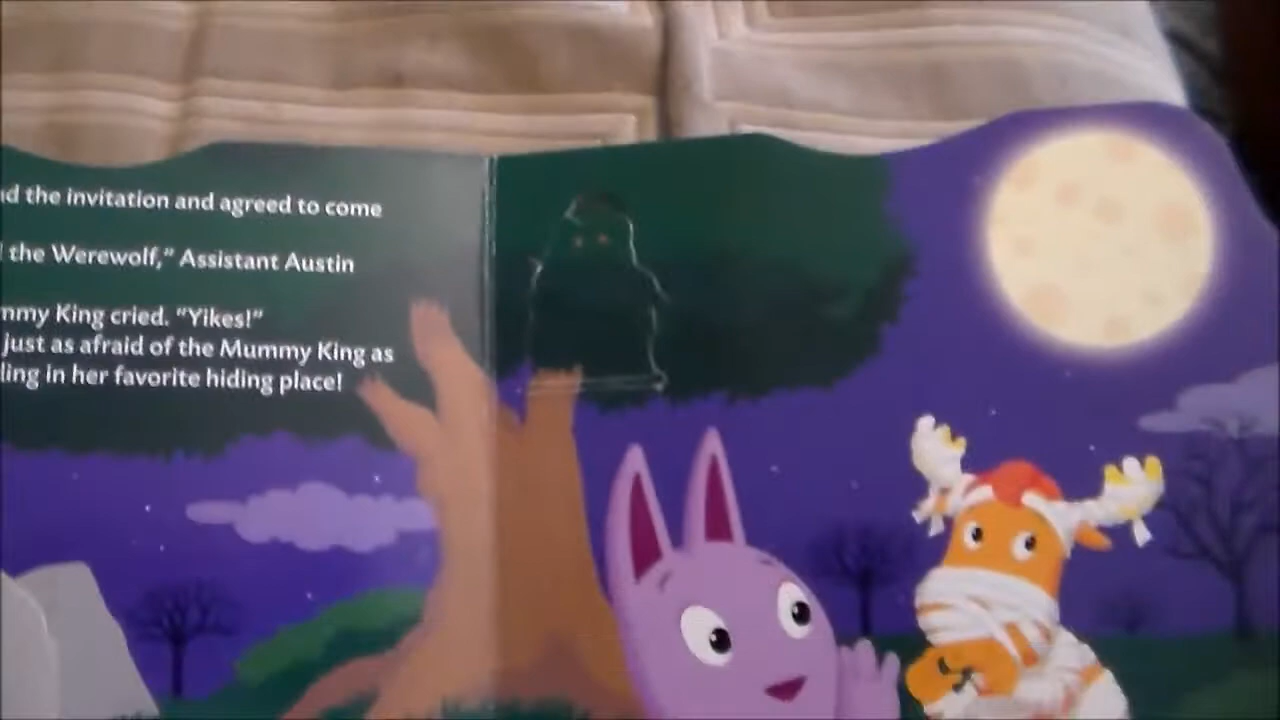 d the invitation and agreed to come
the Werewolf,” Assistant Austin
mmy King cried. “Yikes!”
just as afraid of the Mummy King as
ling in her favorite hiding place!